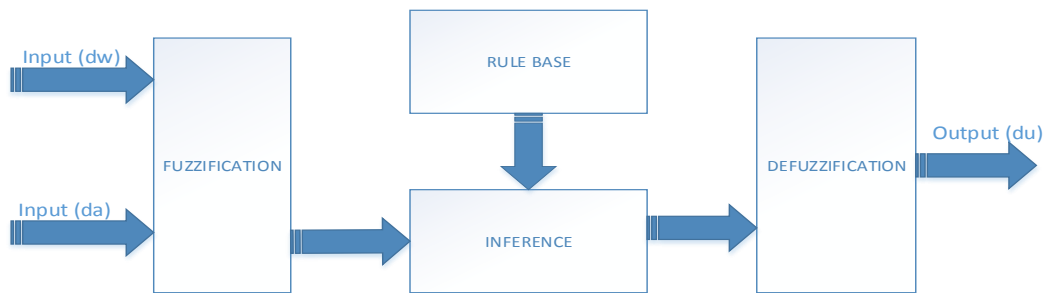 Input (dw)
RULE BASE
Output (du)
FUZZIFICATION
DEFUZZIFICATION
Input (da)
INFERENCE